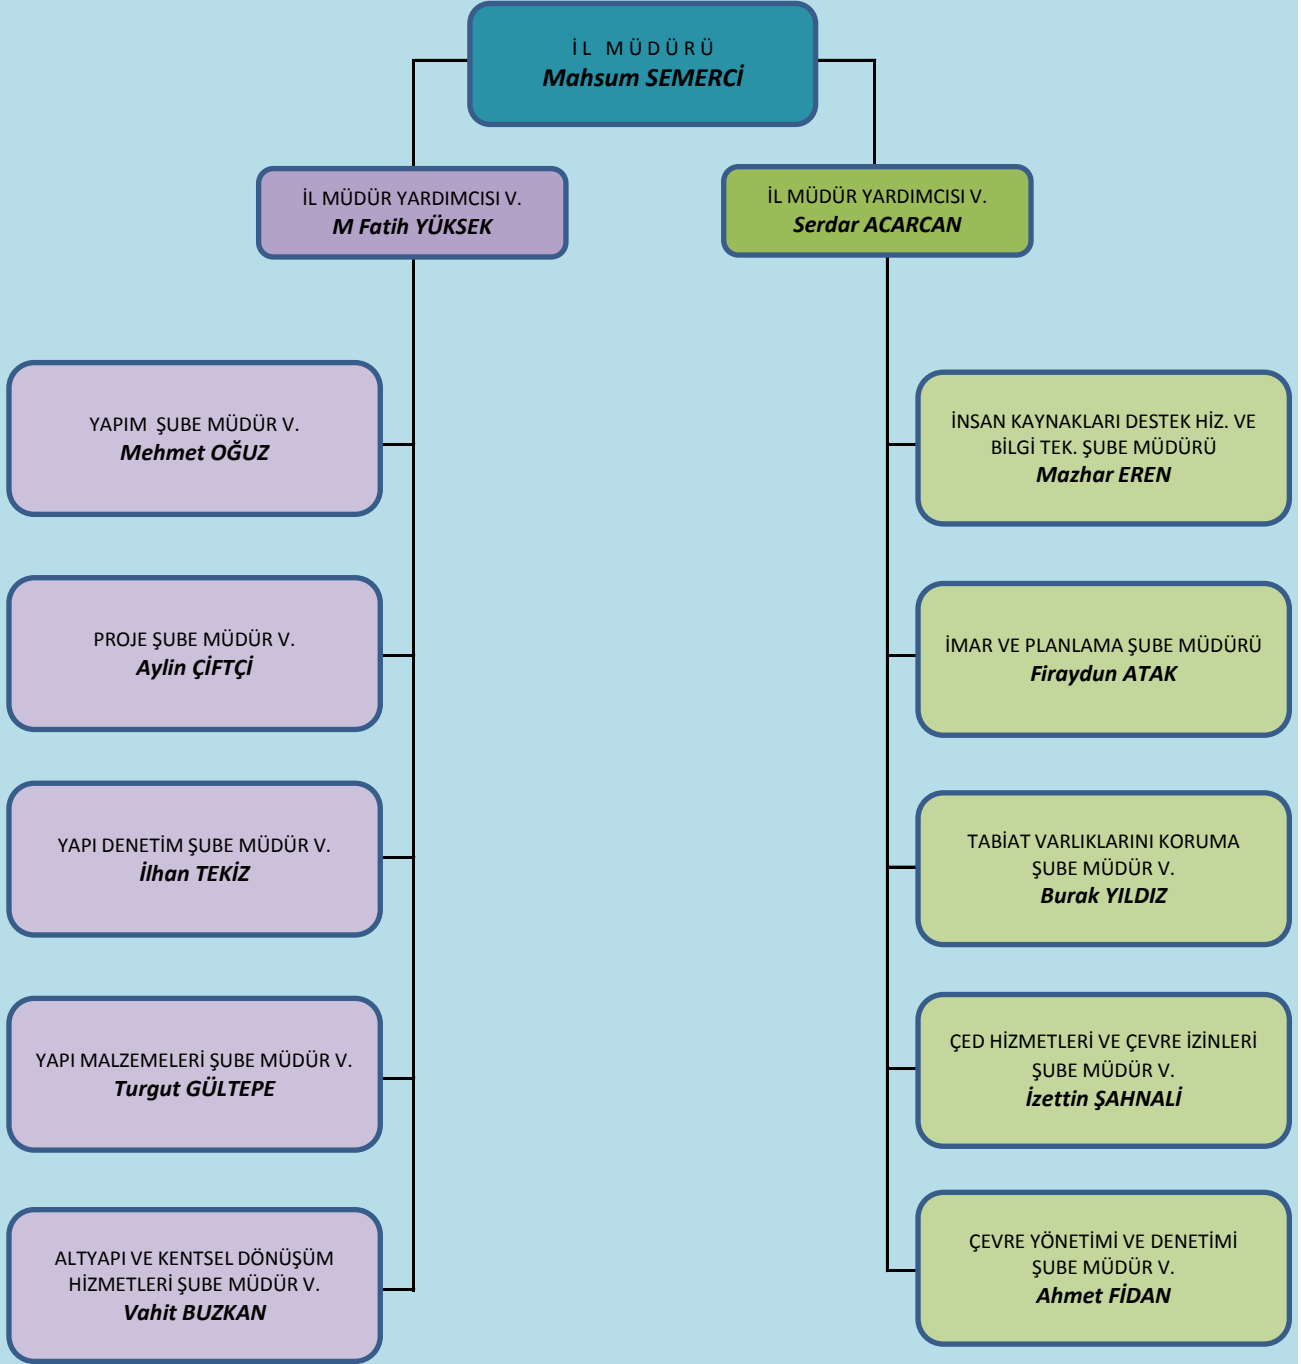 İL MÜDÜRÜ
Mahsum SEMERCİ
İL MÜDÜR YARDIMCISI V.
M Fatih YÜKSEK
İL MÜDÜR YARDIMCISI V.
Serdar ACARCAN
YAPIM ŞUBE MÜDÜR V.
Mehmet OĞUZ
PROJE ŞUBE MÜDÜR V.
Aylin ÇİFTÇİ
YAPI DENETİM ŞUBE MÜDÜR V.
İlhan TEKİZ
YAPI MALZEMELERİ ŞUBE MÜDÜR V.
Turgut GÜLTEPE
ALTYAPI VE KENTSEL DÖNÜŞÜM
HİZMETLERİ ŞUBE MÜDÜR V.
Vahit BUZKAN
İNSAN KAYNAKLARI DESTEK HİZ. VE
BİLGİ TEK. ŞUBE MÜDÜRÜ
Mazhar EREN
İMAR VE PLANLAMA ŞUBE MÜDÜRÜ
Firaydun ATAK
TABİAT VARLIKLARINI KORUMA
ŞUBE MÜDÜR V.
Burak YILDIZ
ÇED HİZMETLERİ VE ÇEVRE İZİNLERİ
ŞUBE MÜDÜR V.
İzettin ŞAHNALİ
ÇEVRE YÖNETİMİ VE DENETİMİ
ŞUBE MÜDÜR V.
Ahmet FİDAN